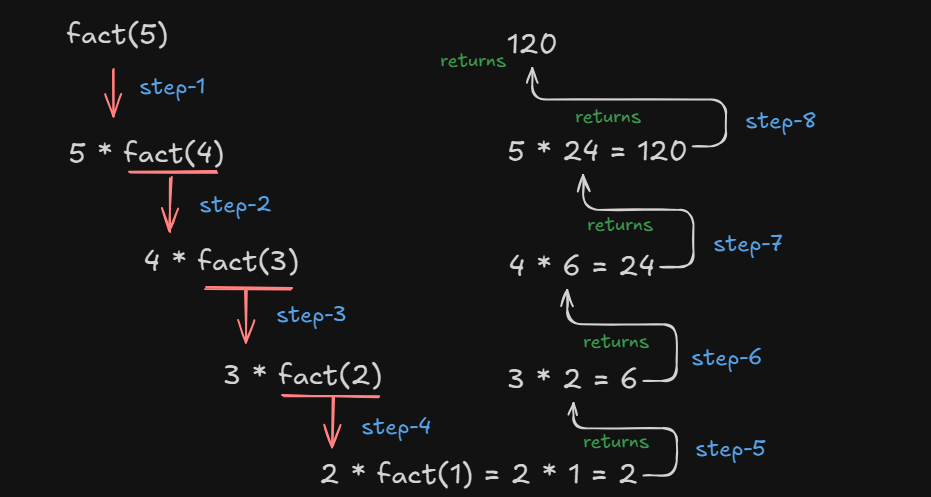 fact(5)
step-1
5 * fact(4)
step-2
4 * fact(3)
step-3
3 * fact(2)
step-4
2 * fact(1) = 2 * 1 = 2
step-5
returns
3 * 2 = 6
step-6
returns
4 * 6 = 24
step-7
returns
5 * 24 = 120
step-8
returns
returns 120